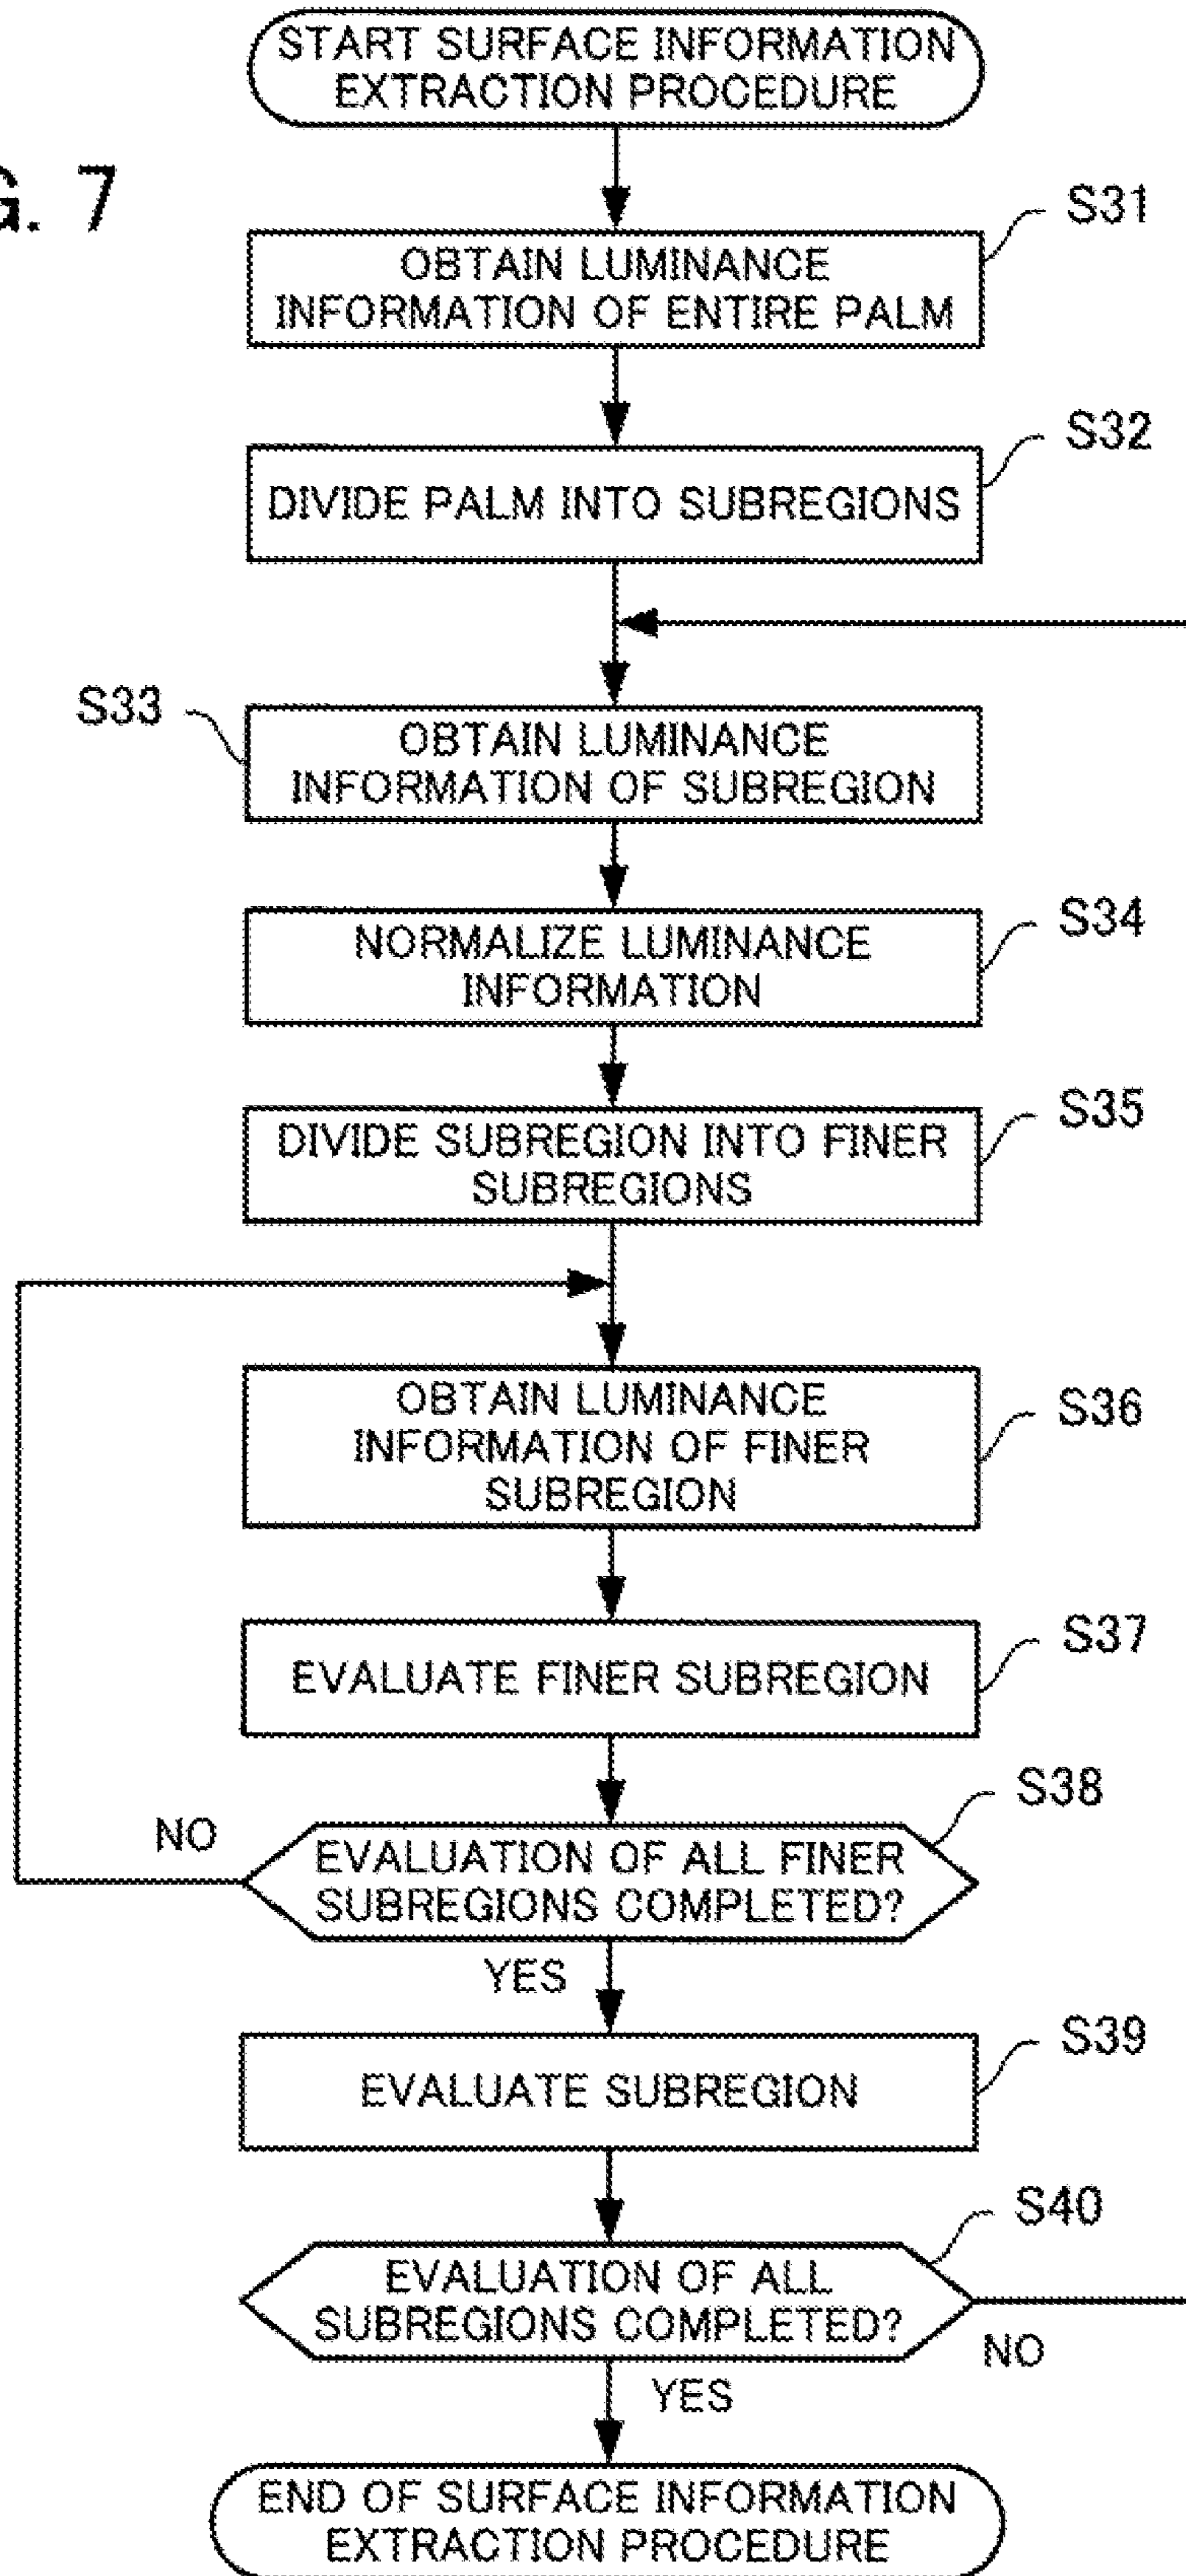 START SURFACE INFORMATION
EXTRACTION PROCEDURE
G. 7
S31
OBTAIN LUMINANCE
INFORMATION OF ENTIRE PALM
S32
DIVIDE PALM INTO SUBREGIONS
S33
OBTAIN LUMINANCE
INFORMATION OF SUBREGION
S34
NORMALIZE LUMINANCE
INFORMATION
S35
DIVIDE SUBREGION INTO FINER
SUBREGIONS
S36
OBTAIN LUMINANCE
INFORMATION OF FINER
SUBREGION
S37
EVALUATE FINER SUBREGION
S38
NO
EVALUATION OF ALL FINER
SUBREGIONS COMPLETED?
YES
S39
EVALUATE SUBREGION
S40
EVALUATION OF ALL
SUBREGIONS COMPLETED?
NO
YES
END OF SURFACE INFORMATION
EXTRACTION PROCEDURE